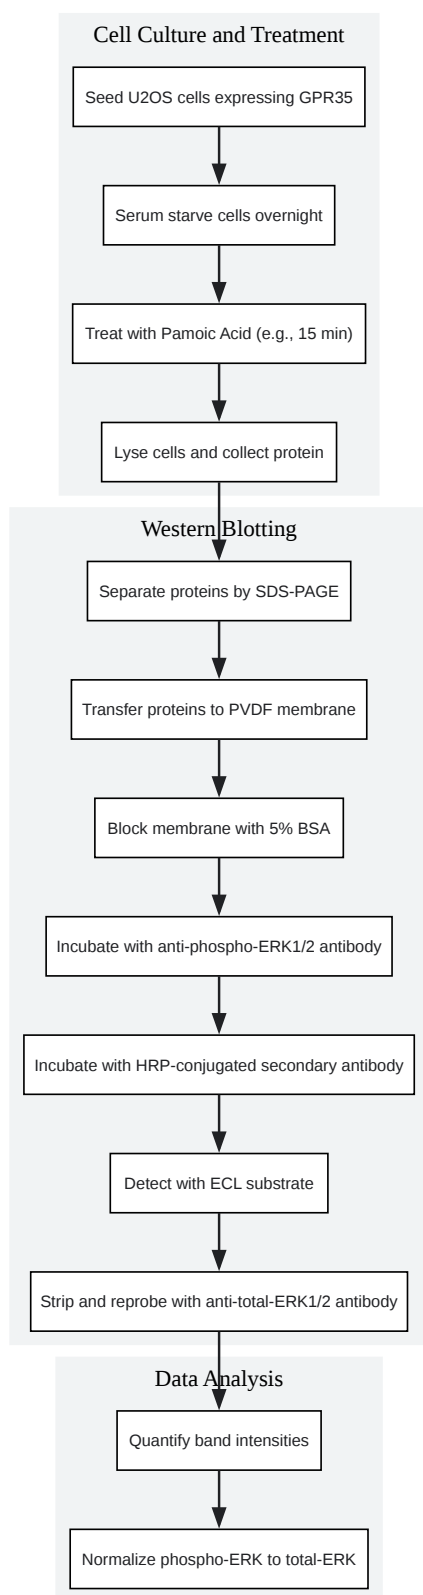 Cell Culture and Treatment
Seed U2OS cells expressing GPR35
Serum starve cells overnight
Treat with Pamoic Acid (e.g., 15 min)
Lyse cells and collect protein
Western Blotting
Separate proteins by SDS-PAGE
Transfer proteins to PVDF membrane
Block membrane with 5% BSA
Incubate with anti-phospho-ERK1/2 antibody
Incubate with HRP-conjugated secondary antibody
Detect with ECL substrate
Strip and reprobe with anti-total-ERK1/2 antibody
Data Analysis
Quantify band intensities
Normalize phospho-ERK to total-ERK